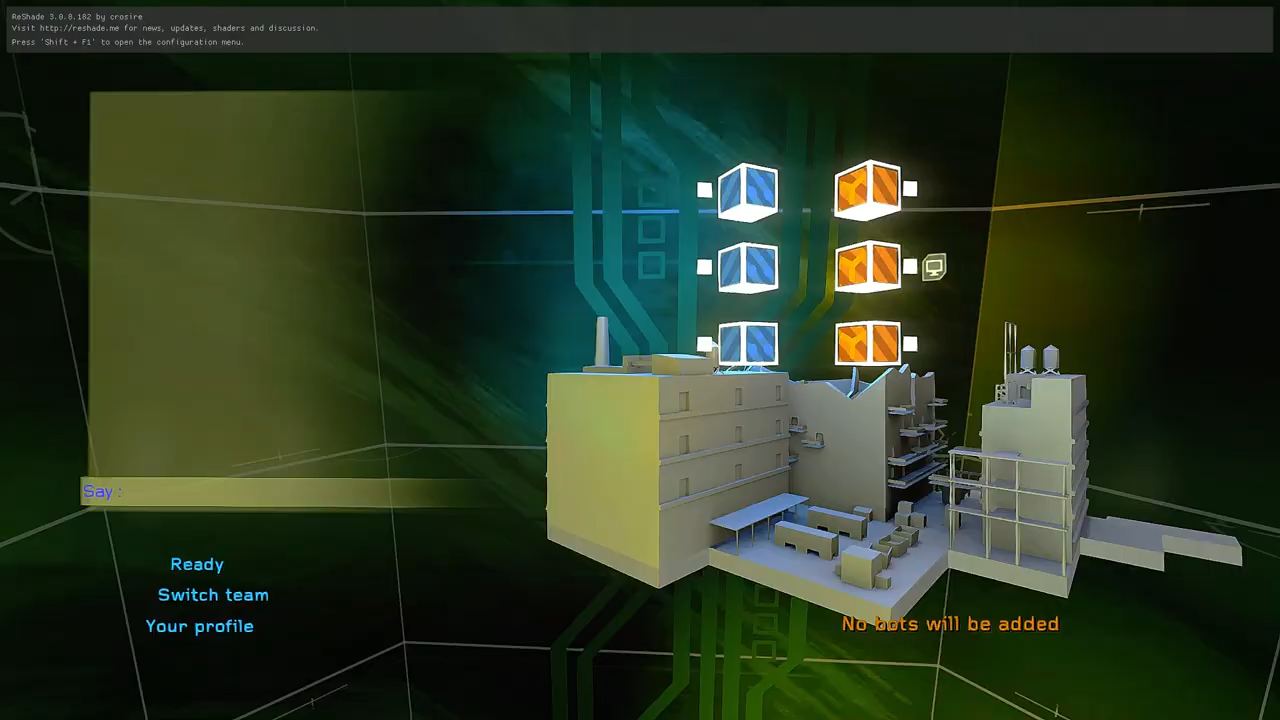 ReShade 3.0.0.182 by crosire
Visit http://reshade.me for news, updates, shaders and discussion.
Press 'Shift + F1' to open the configuration menu.
Say :
Ready
Switch team
Your profile
No bots will be added